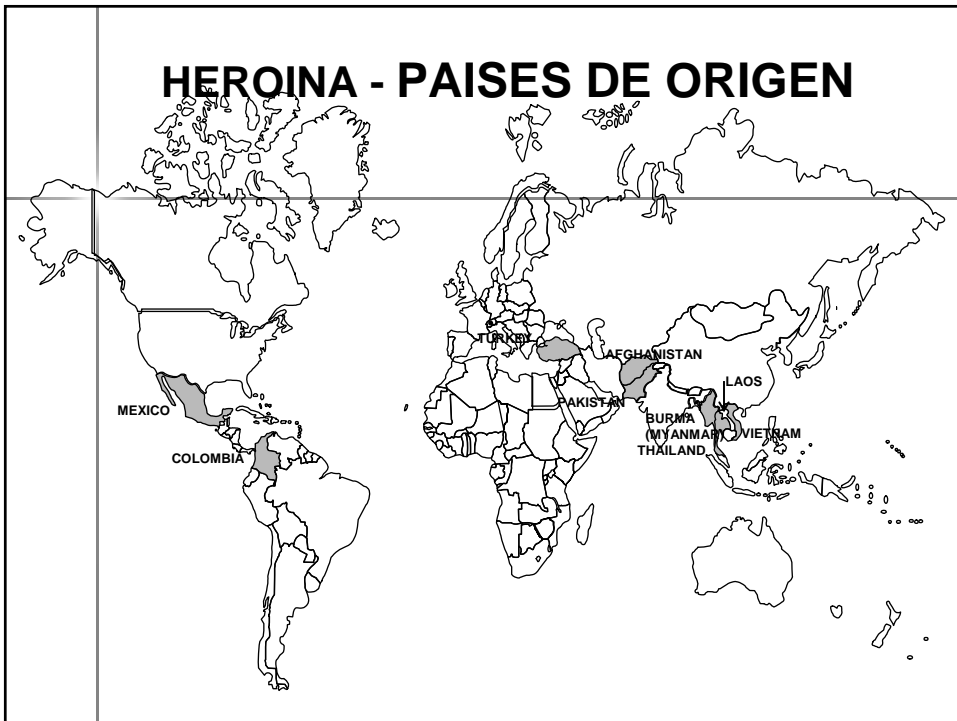 HEROINA - PAISES DE ORIGEN
TURKEY
AFGHANISTAN
LAOS
PAKISTAN
MEXICO
BURMA
(MYANMAR)
VIETNAM
THAILAND
COLOMBIA